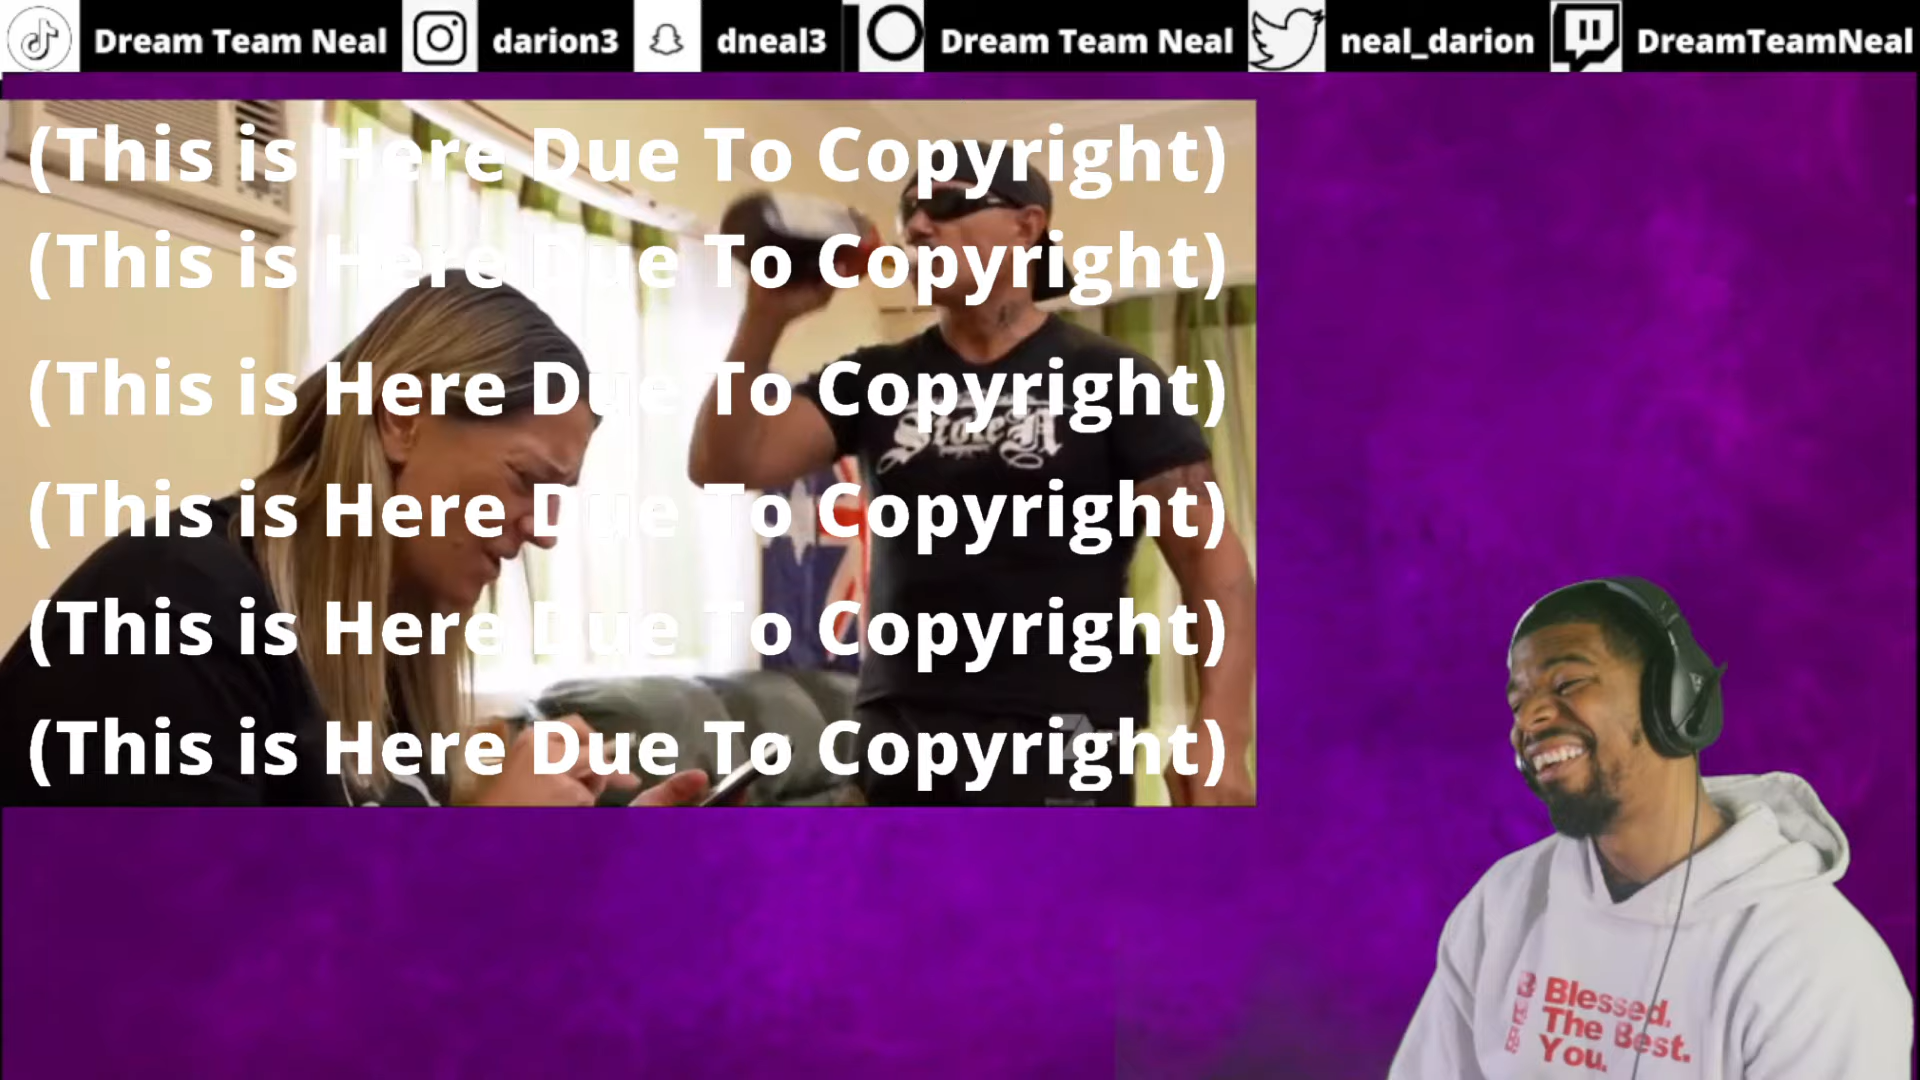 Dream Team Neal darion3 dneal3 Dream Team Neal neal_darion DreamTeamNeal
(This is Here Due To Copyright)
(This is Here Due To Copyright)
(This is Here Due To Copyright)
StoleN
(This is Here Due To Copyright)
(This is Here Due To Copyright)
(This is Here Due To Copyright)
Blessed.
The Best.
You.